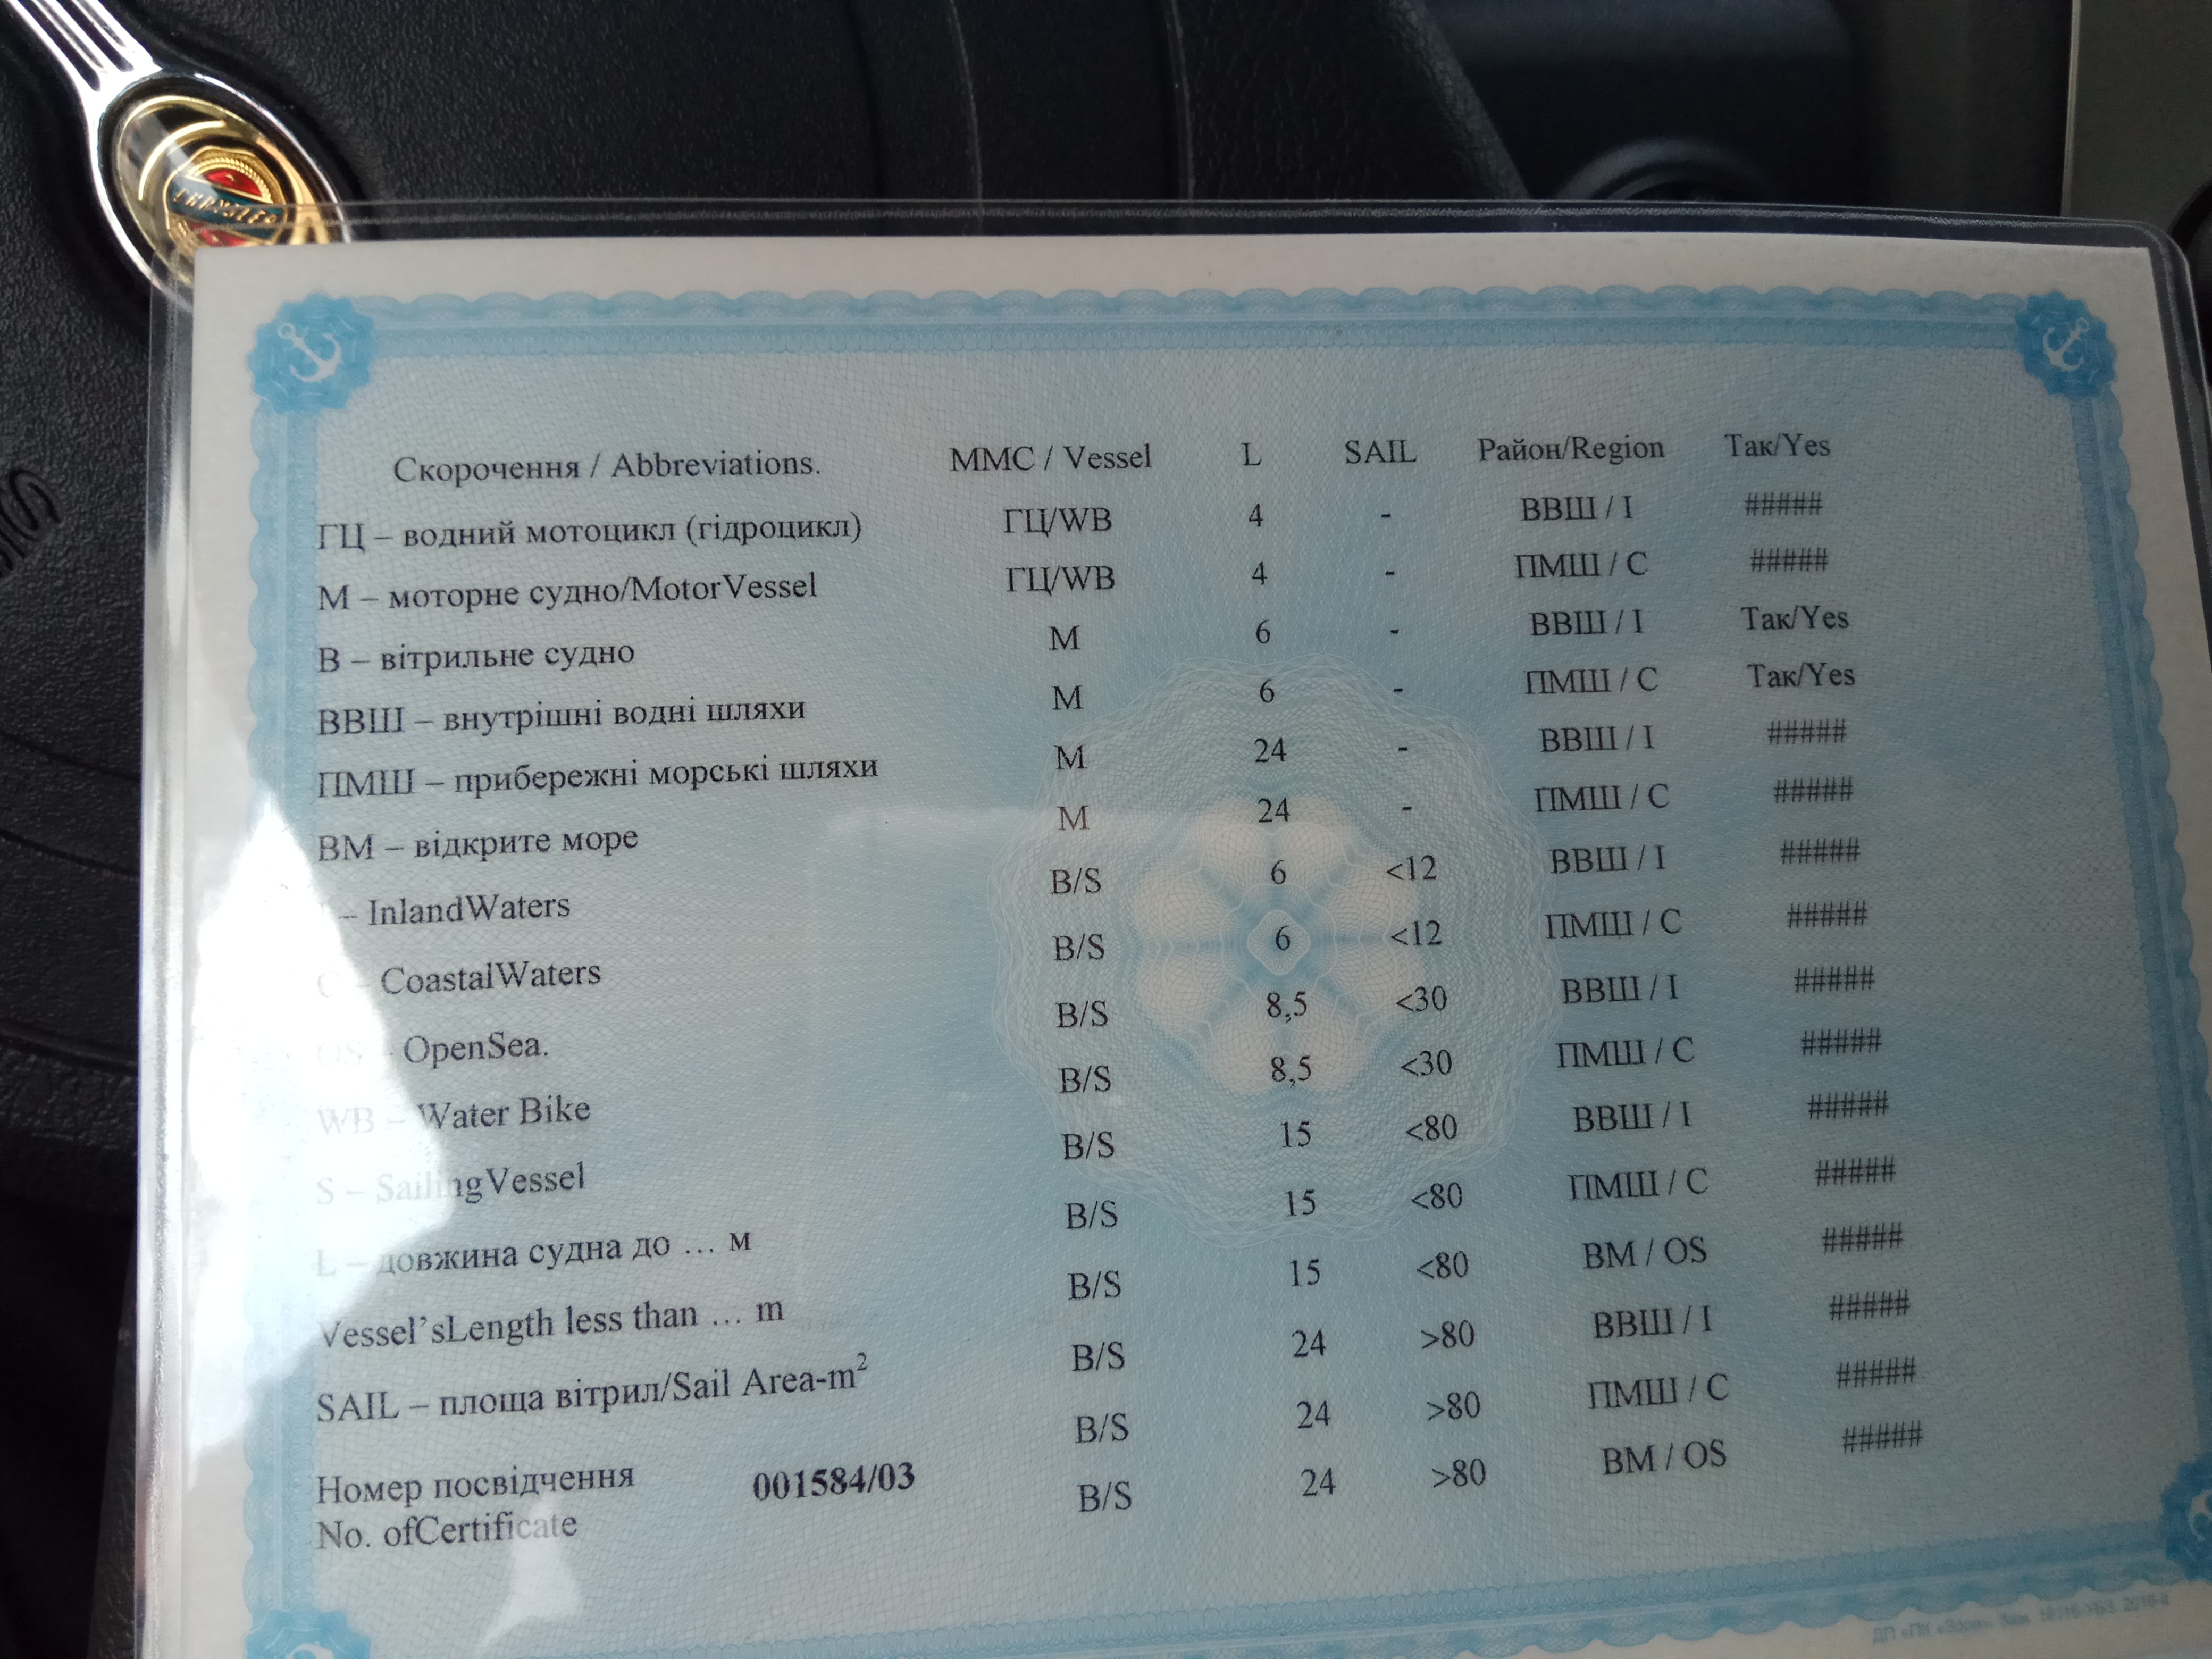 CHRYSLER
Скорочення / Abbreviations.
ГЦ – водний мотоцикл (гідроцикл)
М – моторне судно/MotorVessel
В – вітрильне судно
ВВШ – внутрішні водні шляхи
ПМШ – прибережні морські шляхи
ВМ – відкрите море
– InlandWaters
C – CoastalWaters
OS – OpenSea.
WB – Water Bike
S – SailingVessel
L – довжина судна до … м
Vessel’sLength less than … m
SAIL – площа вітрил/Sail Area-m²
Номер посвідчення 001584/03
No. ofCertificate
ММС / Vessel L SAIL Район/Region Так/Yes
ГЦ/WB 4 - ВВШ / I #####
ГЦ/WB 4 - ПМШ / C #####
М 6 - ВВШ / I Так/Yes
М 6 - ПМШ / C Так/Yes
М 24 - ВВШ / I #####
М 24 - ПМШ / C #####
B/S 6 <12 ВВШ / I #####
B/S 6 <12 ПМШ / C #####
B/S 8,5 <30 ВВШ / I #####
B/S 8,5 <30 ПМШ / C #####
B/S 15 <80 ВВШ / I #####
B/S 15 <80 ПМШ / C #####
B/S 15 <80 ВМ / OS #####
B/S 24 >80 ВВШ / I #####
B/S 24 >80 ПМШ / C #####
B/S 24 >80 ВМ / OS #####